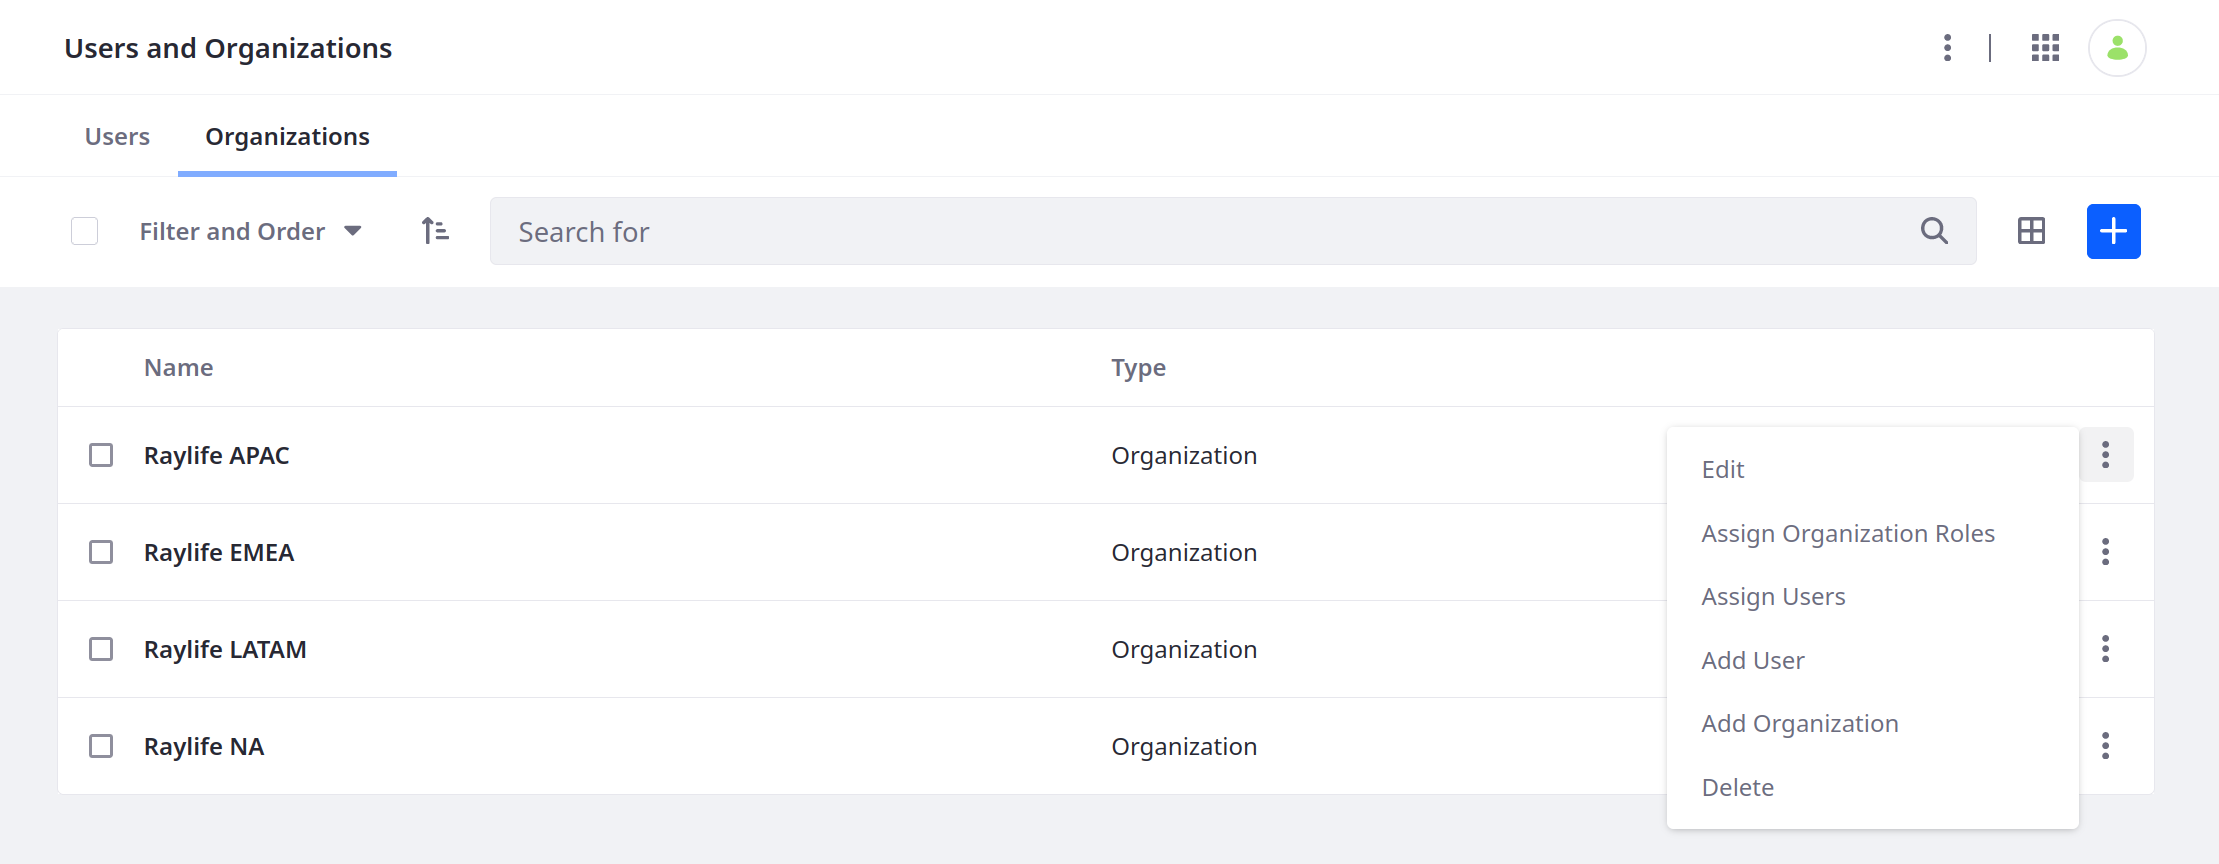 Users and Organizations
Users
Organizations
Filter and Order
Search for
Name
Type
Raylife APAC
Organization
Raylife EMEA
Organization
Raylife LATAM
Organization
Raylife NA
Organization
Edit
Assign Organization Roles
Assign Users
Add User
Add Organization
Delete